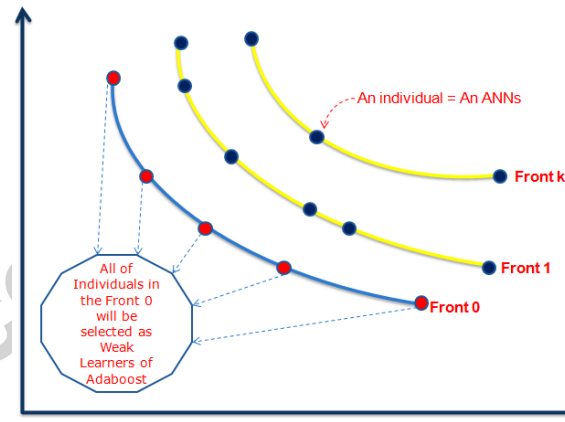 An individual = An ANNs
Front k
Front 1
Front 0
All of
Individuals in
the Front 0
will be
selected as
Weak
Learners of
Adaboost